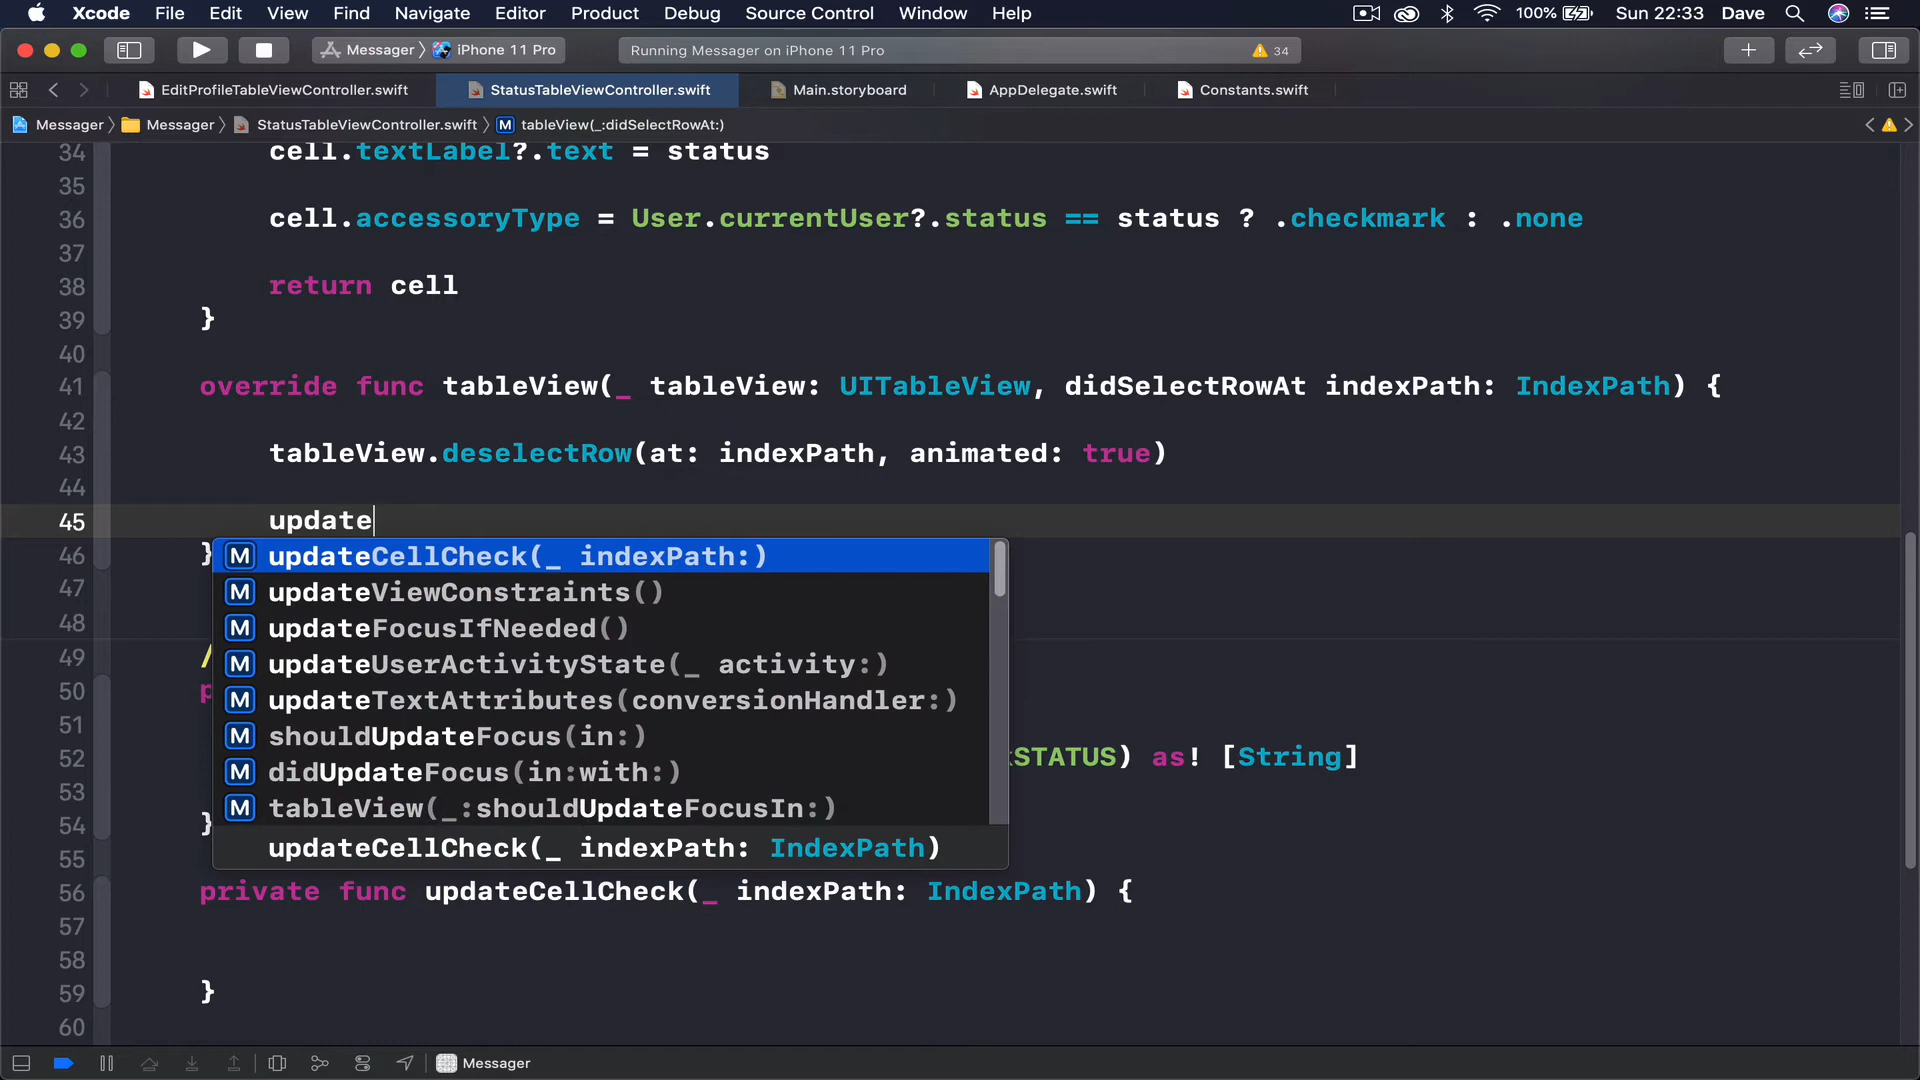 Xcode File Edit View Find Navigate Editor Product Debug Source Control Window Help 100% Sun 22:33 Dave
Messager iPhone 11 Pro Running Messager on iPhone 11 Pro 34
EditProfileTableViewController.swift StatusTableViewController.swift Main.storyboard AppDelegate.swift Constants.swift
Messager Messager StatusTableViewController.swift M tableView(_:didSelectRowAt:)
34 cell.textLabel?.text = status
35
36 cell.accessoryType = User.currentUser?.status == status ? .checkmark : .none
37
38 return cell
39 }
40
41 override func tableView(_ tableView: UITableView, didSelectRowAt indexPath: IndexPath) {
42
43 tableView.deselectRow(at: indexPath, animated: true)
44
45 update
46 }
M updateCellCheck(_ indexPath:)
47
M updateViewConstraints()
48
M updateFocusIfNeeded()
49 /
M updateUserActivityState(_ activity:)
50 p
M updateTextAttributes(conversionHandler:)
51
M shouldUpdateFocus(in:)
52 STATUS) as! [String]
M didUpdateFocus(in:with:)
53
M tableView(_:shouldUpdateFocusIn:)
54 }
updateCellCheck(_ indexPath: IndexPath)
55
56 private func updateCellCheck(_ indexPath: IndexPath) {
57
58
59 }
60
Messager